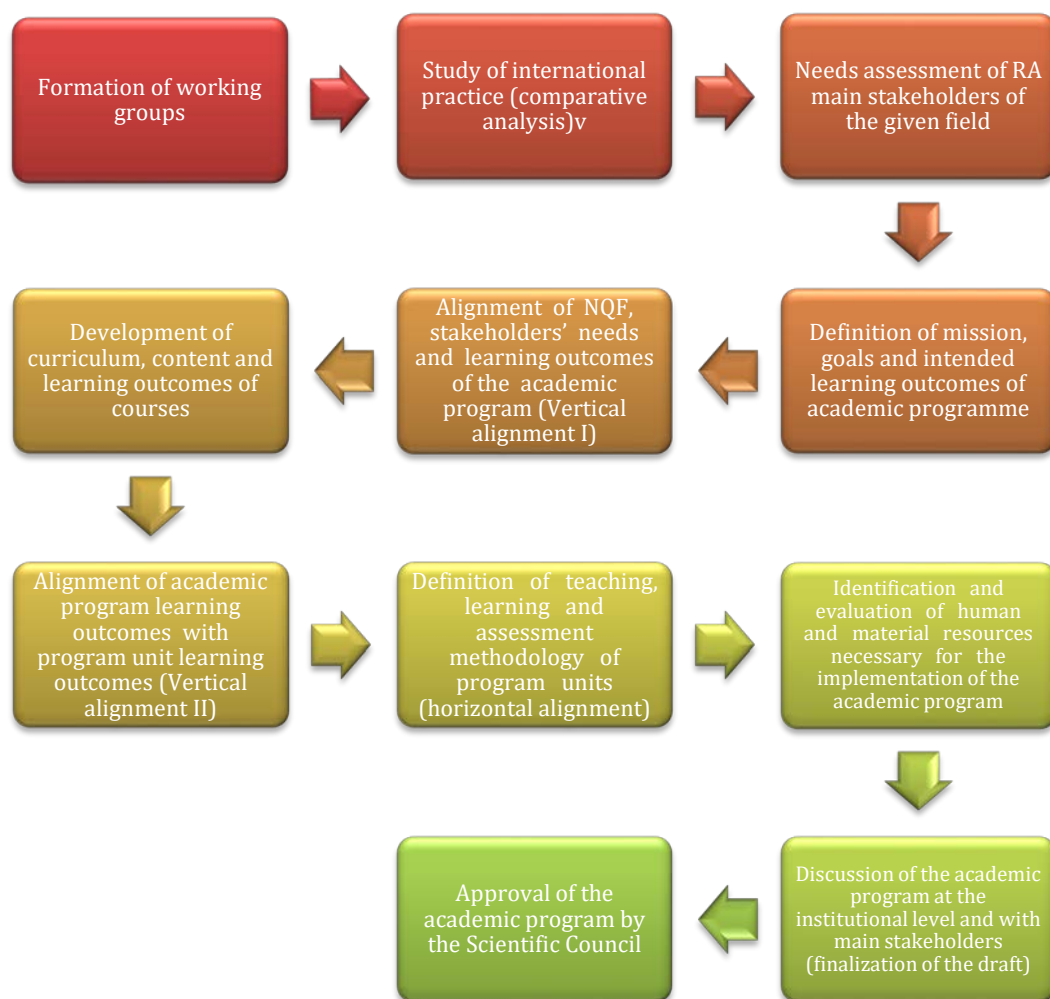 Formation of working
groups
Study of international
practice (comparative
analysis)v
Needs assessment of RA
main stakeholders of
the given field
Definition of mission,
goals and intended
learning outcomes of
academic programme
Alignment of NQF,
stakeholders’ needs
and learning outcomes
of the academic
program (Vertical
alignment I)
Development of
curriculum, content and
learning outcomes of
courses
Alignment of academic
program learning
outcomes with
program unit learning
outcomes (Vertical
alignment II)
Definition of teaching,
learning and
assessment
methodology of
program units
(horizontal alignment)
Identification and
evaluation of human
and material resources
necessary for the
implementation of the
academic program
Discussion of the academic
program at the
institutional level and with
main stakeholders
(finalization of the draft)
Approval of the
academic program by
the Scientific Council